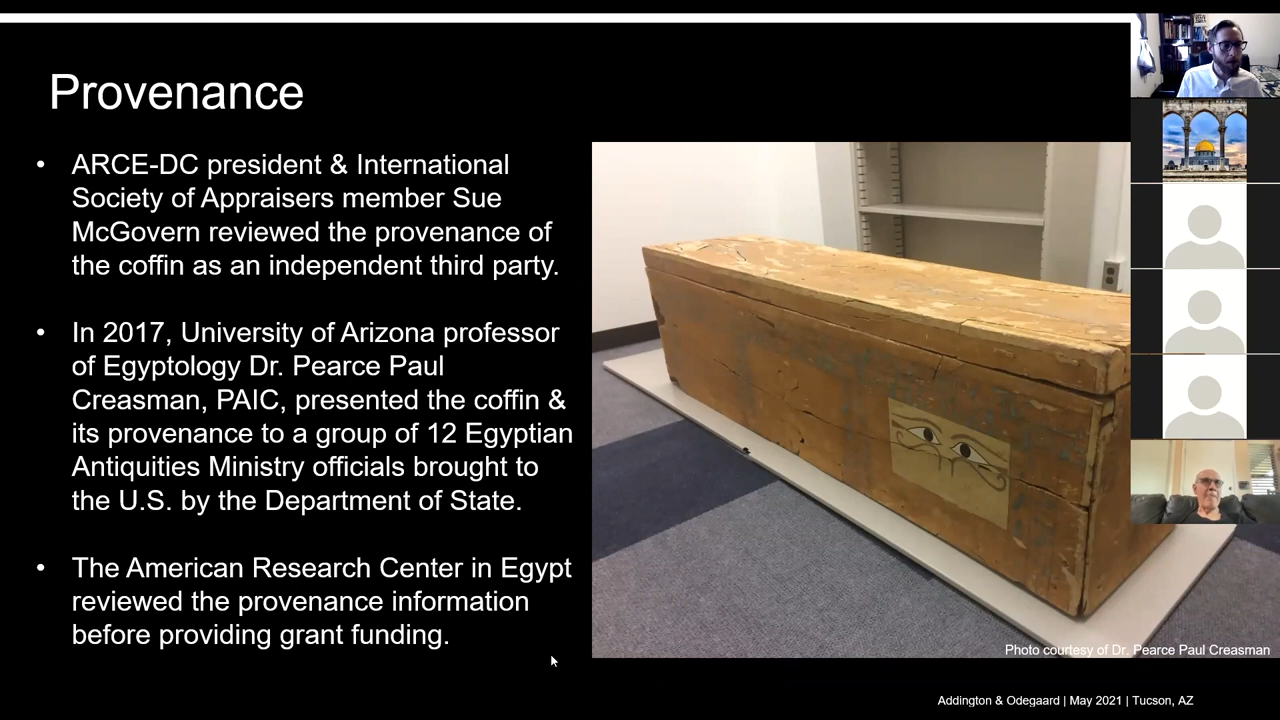 Provenance
• ARCE-DC president & International
Society of Appraisers member Sue
McGovern reviewed the provenance of
the coffin as an independent third party.
• In 2017, University of Arizona professor
of Egyptology Dr. Pearce Paul
Creasman, PAIC, presented the coffin &
its provenance to a group of 12 Egyptian
Antiquities Ministry officials brought to
the U.S. by the Department of State.
• The American Research Center in Egypt
reviewed the provenance information
before providing grant funding.
Photo courtesy of Dr. Pearce Paul Creasman
Addington & Odegaard | May 2021 | Tucson, AZ